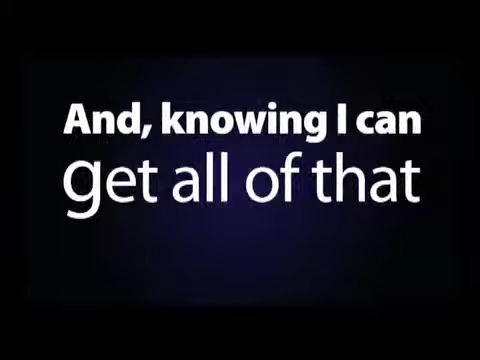 And, knowing I can
get all of that